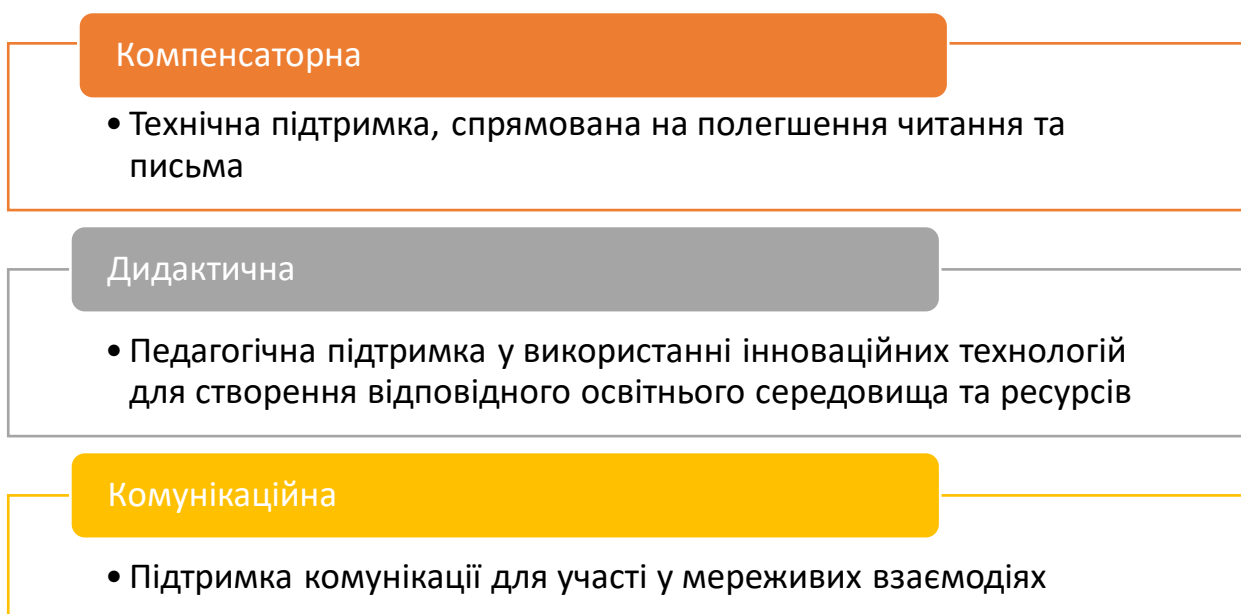 Компенсаторна
• Технічна підтримка, спрямована на полегшення читання та
письма
Дидактична
• Педагогічна підтримка у використанні інноваційних технологій
для створення відповідного освітнього середовища та ресурсів
Комунікаційна
• Підтримка комунікації для участі у мереживих взаємодіях